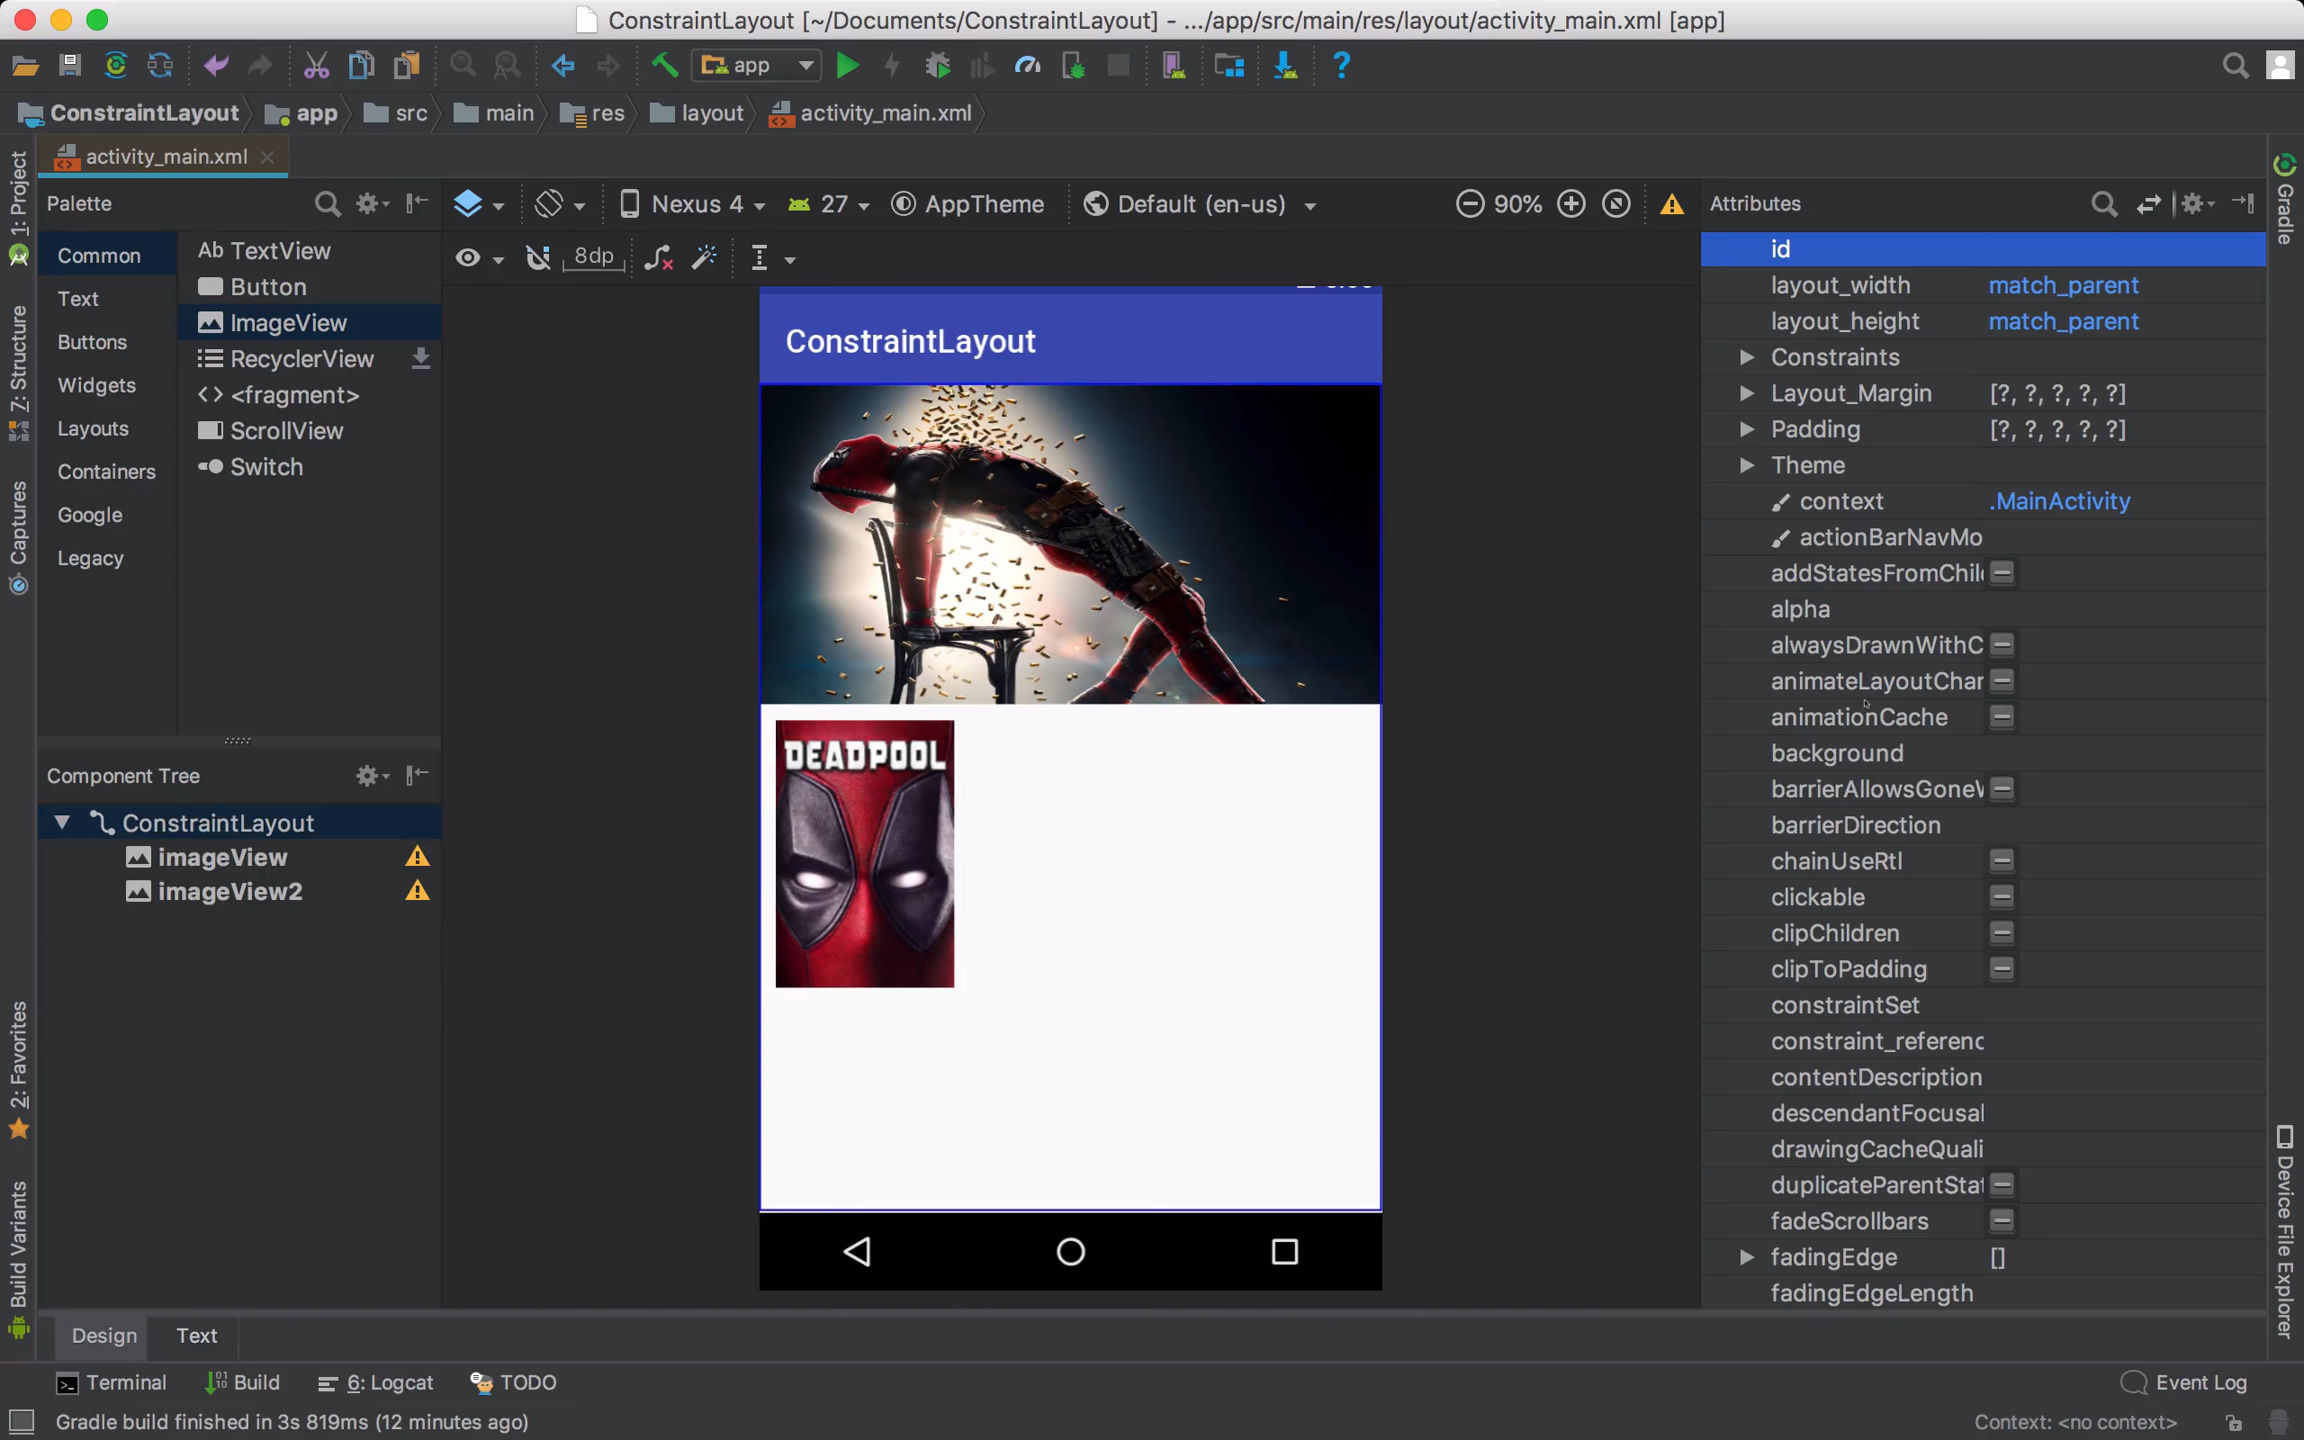 ConstraintLayout [~/Documents/ConstraintLayout] - .../app/src/main/res/layout/activity_main.xml [app]
app
ConstraintLayout app src main res layout activity_main.xml
activity_main.xml
1: Project
Z: Structure
Captures
2: Favorites
Build Variants
Palette
Common
Text
Buttons
Widgets
Layouts
Containers
Google
Legacy
Ab TextView
Button
ImageView
RecyclerView
<> <fragment>
ScrollView
Switch
Component Tree
ConstraintLayout
imageView
imageView2
Nexus 4 27 AppTheme Default (en-us) 90%
8dp
ConstraintLayout
DEADPOOL
Attributes
id
layout_width match_parent
layout_height match_parent
Constraints
Layout_Margin [?, ?, ?, ?, ?]
Padding [?, ?, ?, ?, ?]
Theme
context .MainActivity
actionBarNavMo
addStatesFromChil
alpha
alwaysDrawnWithC
animateLayoutChan
animationCache
background
barrierAllowsGoneW
barrierDirection
chainUseRtl
clickable
clipChildren
clipToPadding
constraintSet
constraint_referenc
contentDescription
descendantFocusal
drawingCacheQuali
duplicateParentStat
fadeScrollbars
fadingEdge []
fadingEdgeLength
Gradle
Device File Explorer
Design Text
Terminal Build 6: Logcat TODO Event Log
Gradle build finished in 3s 819ms (12 minutes ago) Context: <no context>